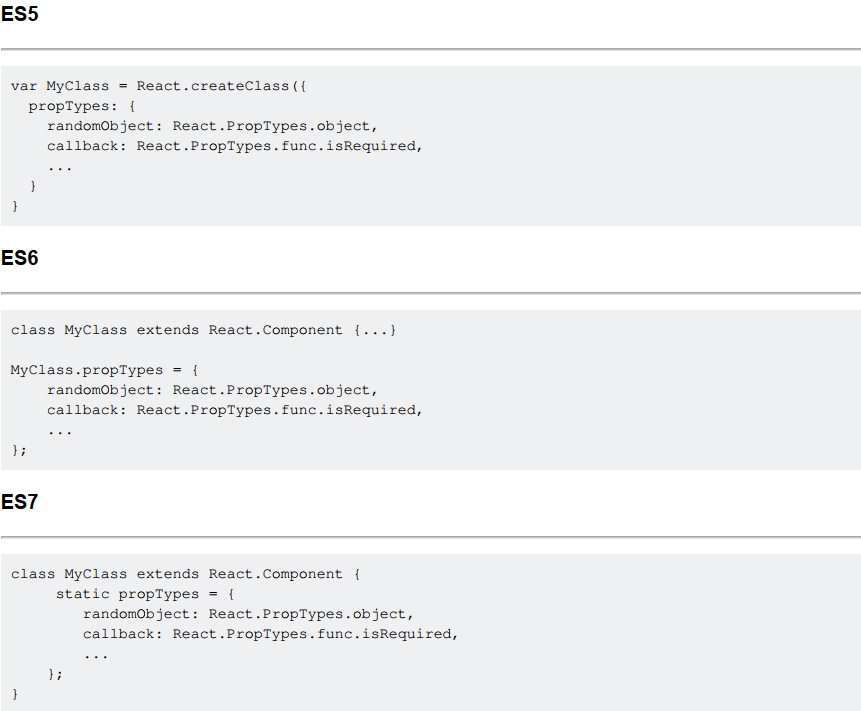 ES5
var MyClass = React.createClass({
  propTypes: {
    randomObject: React.PropTypes.object,
    callback: React.PropTypes.func.isRequired,
    ...
  }
}
ES6
class MyClass extends React.Component {...}
MyClass.propTypes = {
    randomObject: React.PropTypes.object,
    callback: React.PropTypes.func.isRequired,
    ...
};
ES7
class MyClass extends React.Component {
     static propTypes = {
        randomObject: React.PropTypes.object,
        callback: React.PropTypes.func.isRequired,
        ...
    };
}